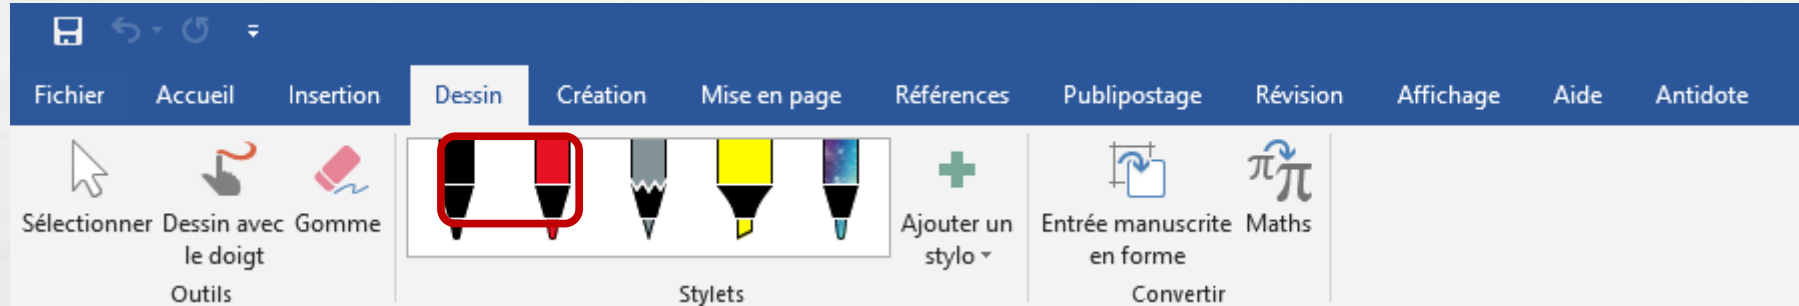 Fichier Accueil Insertion Dessin Création Mise en page Références Publipostage Révision Affichage Aide Antidote
Sélectionner Dessin avec le doigt Gomme Ajouter un stylo Entrée manuscrite en forme Maths
Outils Stylets Convertir